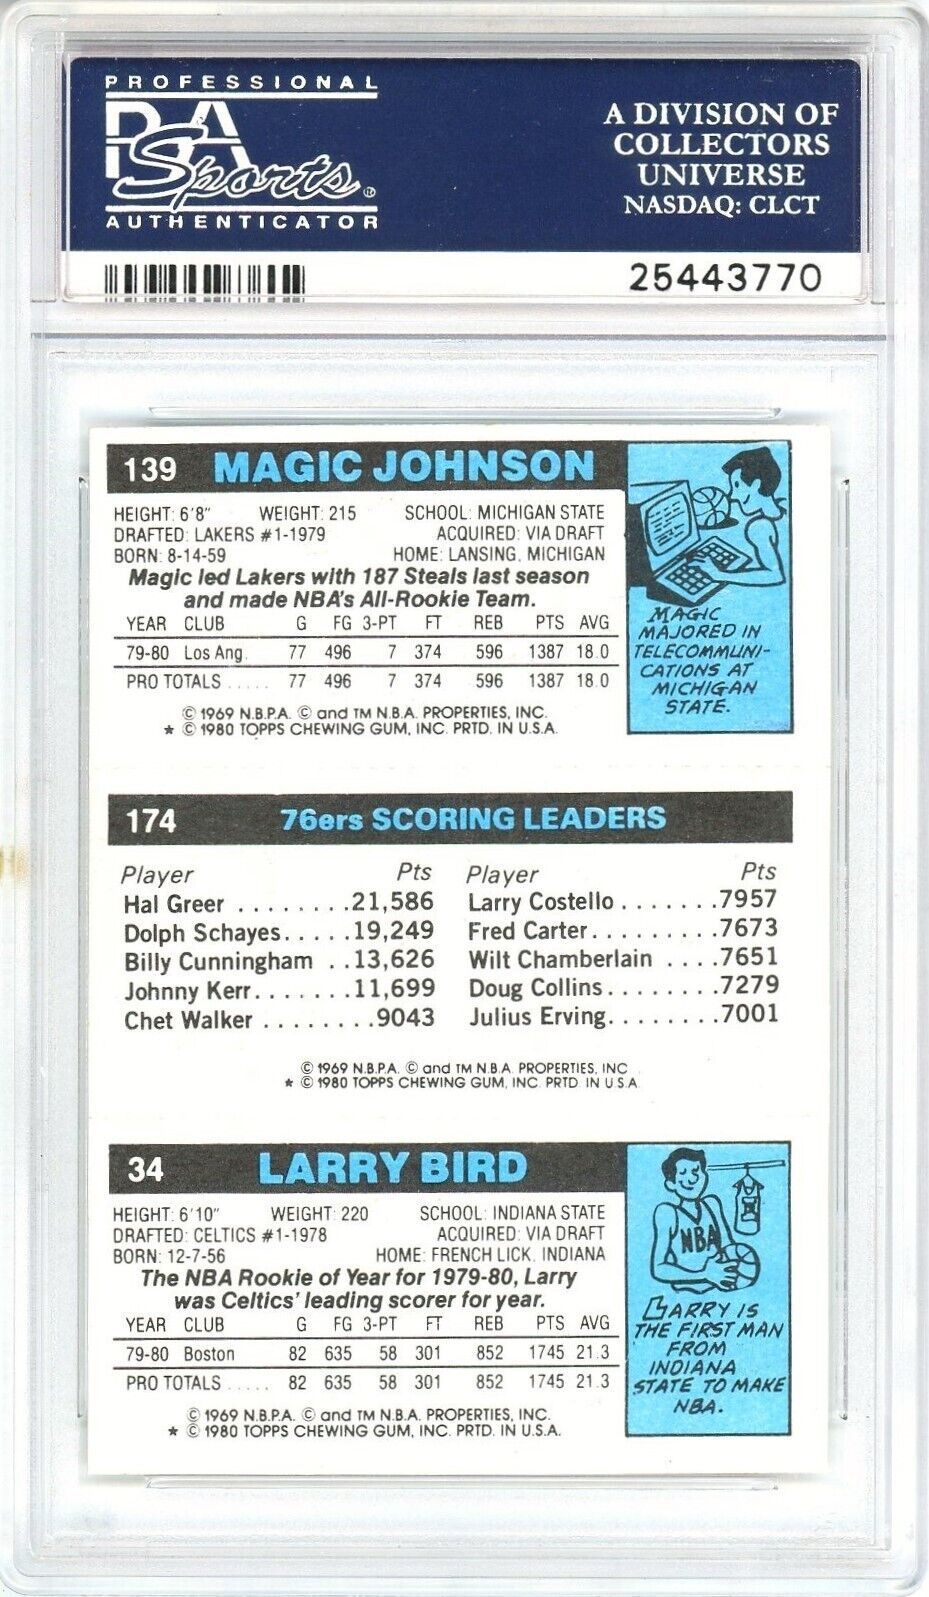 PROFESSIONAL
PSA
Sports
AUTHENTICATOR
A DIVISION OF
COLLECTORS
UNIVERSE
NASDAQ: CLCT
25443770
139 MAGIC JOHNSON
HEIGHT: 6'8" WEIGHT: 215 SCHOOL: MICHIGAN STATE
DRAFTED: LAKERS #1-1979 ACQUIRED: VIA DRAFT
BORN: 8-14-59 HOME: LANSING, MICHIGAN
Magic led Lakers with 187 Steals last season
and made NBA's All-Rookie Team.
YEAR CLUB G FG 3-PT FT REB PTS AVG
79-80 Los Ang. 77 496 7 374 596 1387 18.0
PRO TOTALS ..... 77 496 7 374 596 1387 18.0
© 1969 N.B.P.A. © and TM N.B.A. PROPERTIES, INC.
* © 1980 TOPPS CHEWING GUM, INC. PRTD. IN U.S.A.
MAGIC
MAJORED IN
TELECOMMUNI-
CATIONS AT
MICHIGAN
STATE.
174 76ers SCORING LEADERS
Player Pts Player Pts
Hal Greer ........21,586 Larry Costello.......7957
Dolph Schayes.....19,249 Fred Carter.........7673
Billy Cunningham ..13,626 Wilt Chamberlain ....7651
Johnny Kerr.......11,699 Doug Collins........7279
Chet Walker ........9043 Julius Erving........7001
© 1969 N.B.P.A. © and TM N.B.A. PROPERTIES, INC
* © 1980 TOPPS CHEWING GUM, INC. PRTD. IN U.S.A
34 LARRY BIRD
HEIGHT: 6'10" WEIGHT: 220 SCHOOL: INDIANA STATE
DRAFTED: CELTICS #1-1978 ACQUIRED: VIA DRAFT
BORN: 12-7-56 HOME: FRENCH LICK, INDIANA
The NBA Rookie of Year for 1979-80, Larry
was Celtics' leading scorer for year.
YEAR CLUB G FG 3-PT FT REB PTS AVG
79-80 Boston 82 635 58 301 852 1745 21.3
PRO TOTALS ..... 82 635 58 301 852 1745 21.3
© 1969 N.B.P.A. © and TM N.B.A. PROPERTIES, INC.
* © 1980 TOPPS CHEWING GUM, INC. PRTD. IN U.S.A.
NBA
LARRY IS
THE FIRST MAN
FROM
INDIANA
STATE TO MAKE
NBA.